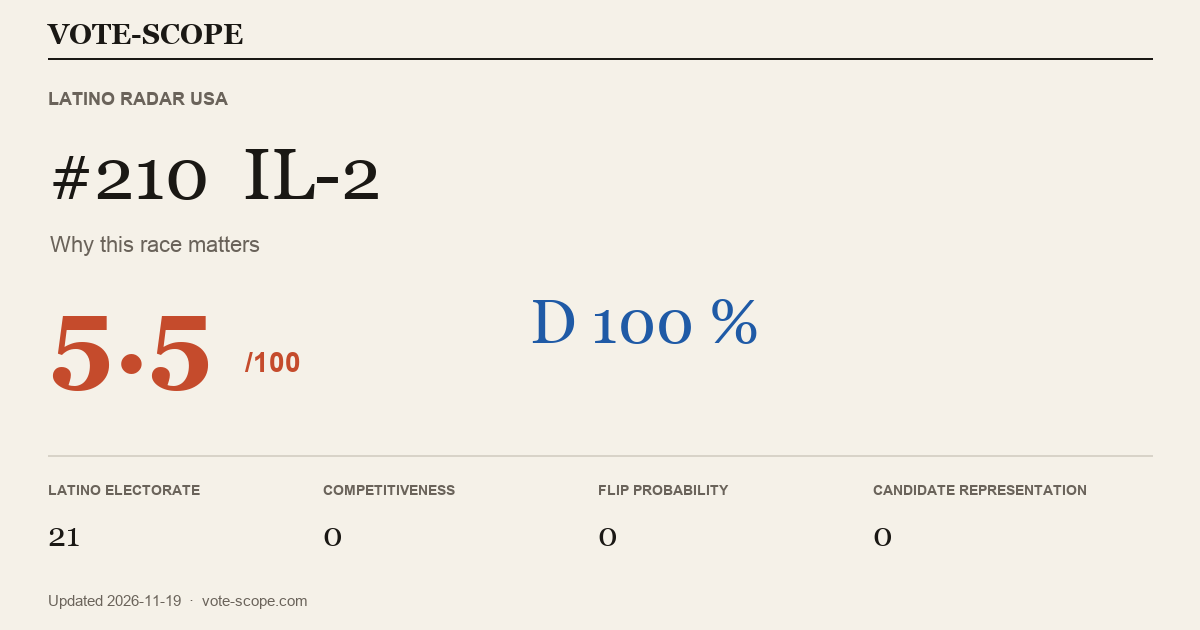 VOTE-SCOPE
LATINO RADAR USA
#210 IL-2
Why this race matters
5.5 /100
D 100 %
LATINO ELECTORATE COMPETITIVENESS FLIP PROBABILITY CANDIDATE REPRESENTATION
21 0 0 0
Updated 2026-11-19 · vote-scope.com